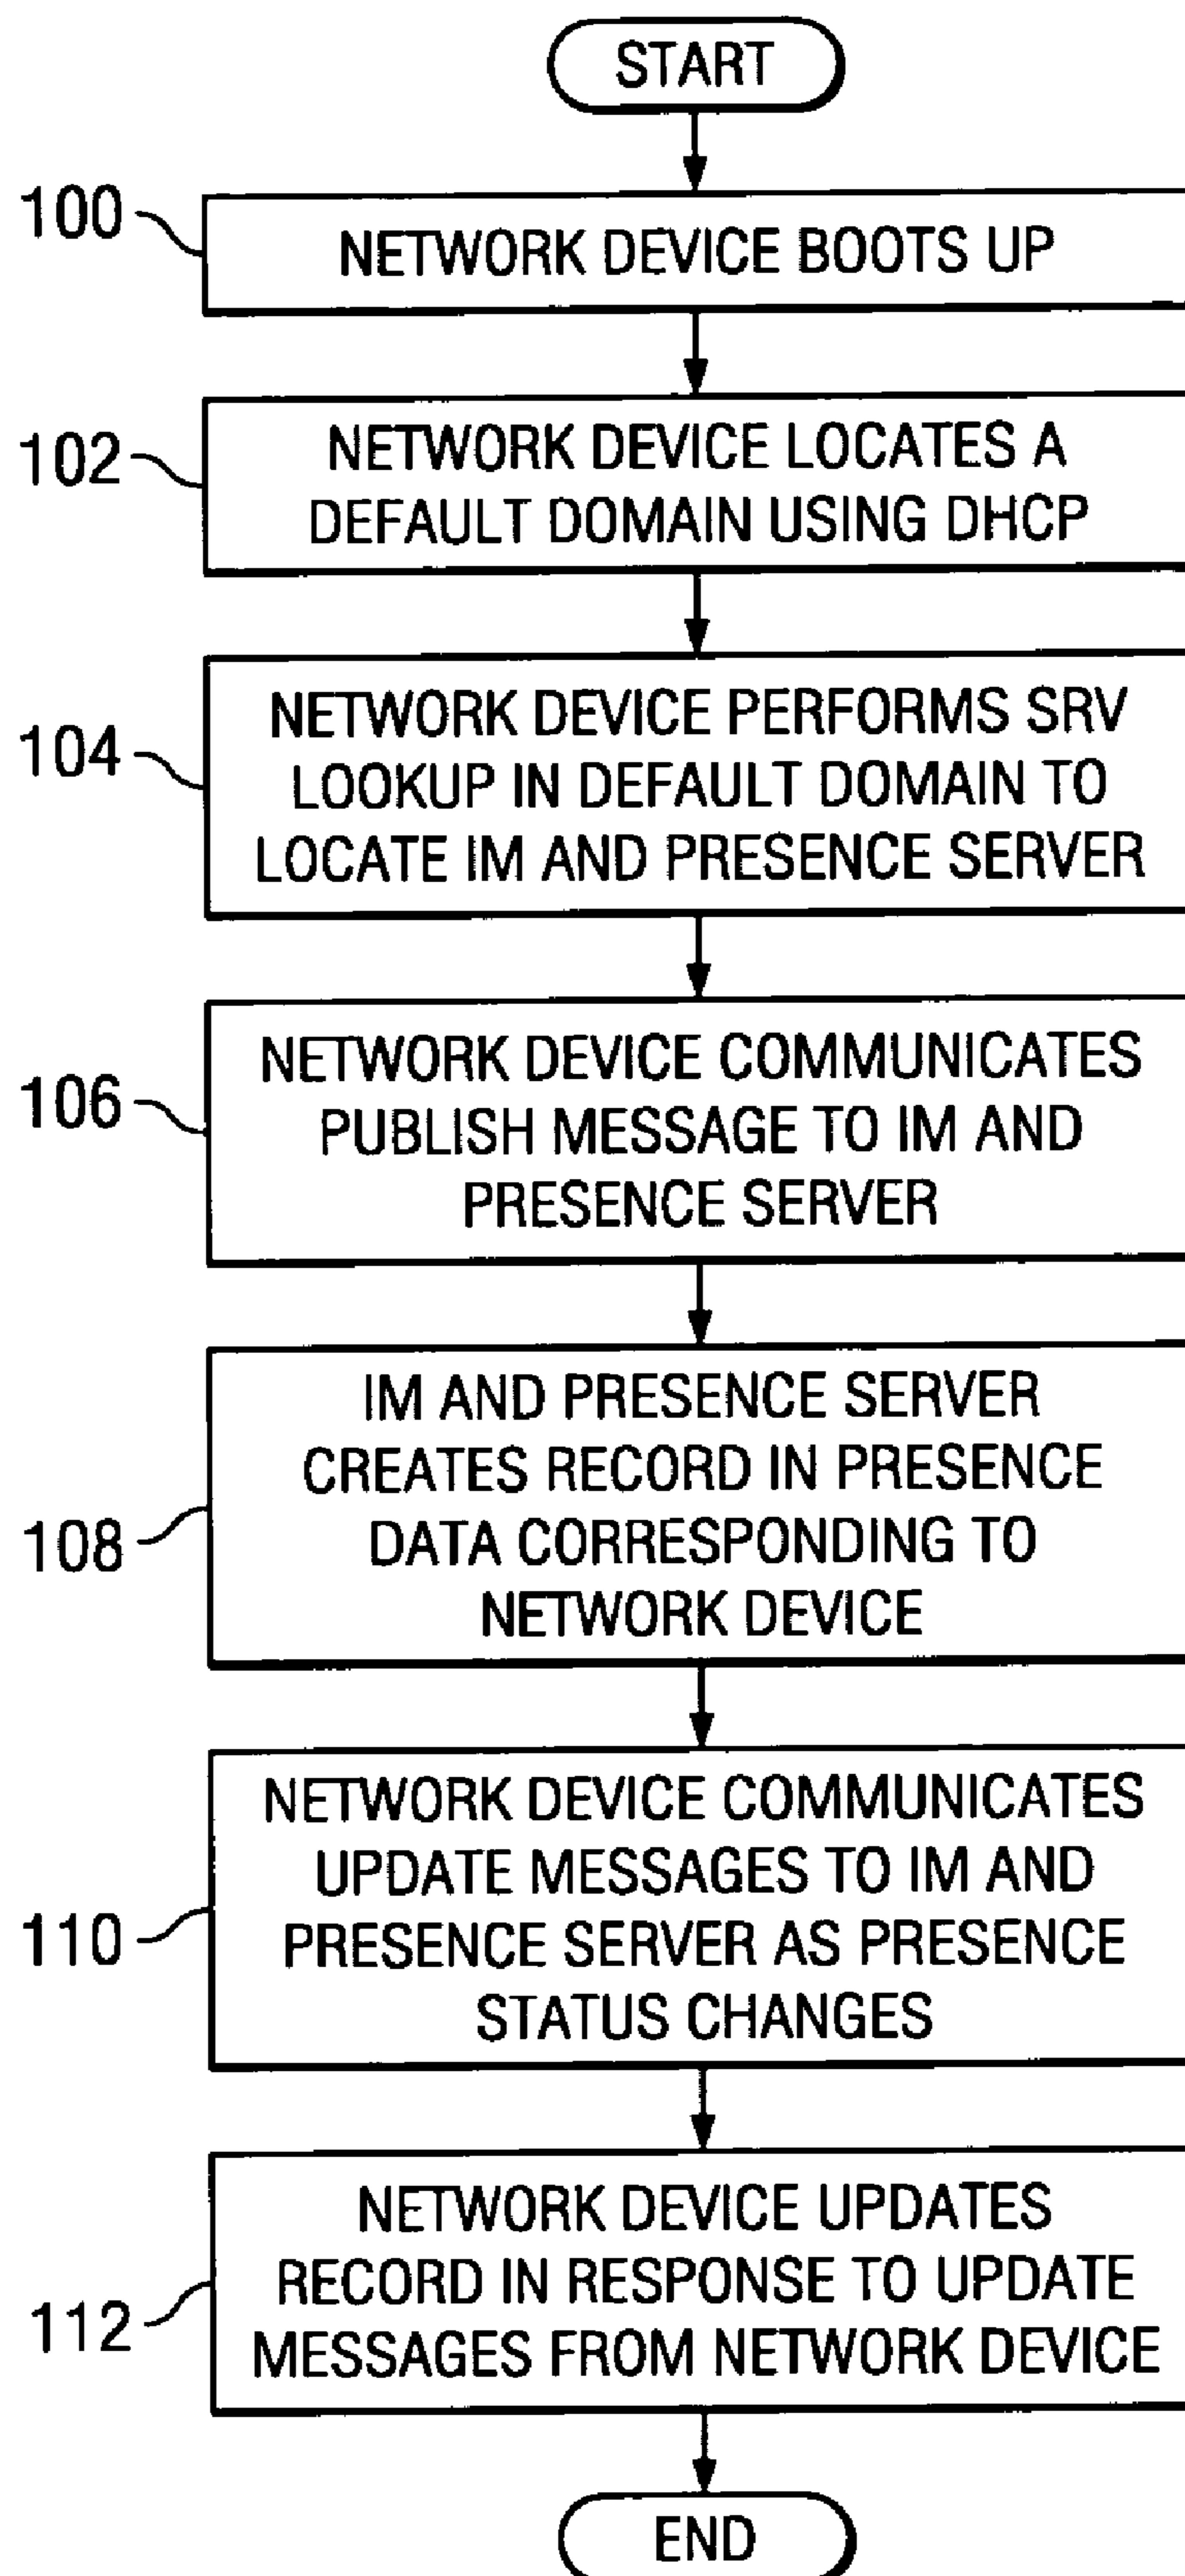 START
100
NETWORK DEVICE BOOTS UP
102
NETWORK DEVICE LOCATES A
DEFAULT DOMAIN USING DHCP
104
NETWORK DEVICE PERFORMS SRV
LOOKUP IN DEFAULT DOMAIN TO
LOCATE IM AND PRESENCE SERVER
106
NETWORK DEVICE COMMUNICATES
PUBLISH MESSAGE TO IM AND
PRESENCE SERVER
108
IM AND PRESENCE SERVER
CREATES RECORD IN PRESENCE
DATA CORRESPONDING TO
NETWORK DEVICE
110
NETWORK DEVICE COMMUNICATES
UPDATE MESSAGES TO IM AND
PRESENCE SERVER AS PRESENCE
STATUS CHANGES
112
NETWORK DEVICE UPDATES
RECORD IN RESPONSE TO UPDATE
MESSAGES FROM NETWORK DEVICE
END